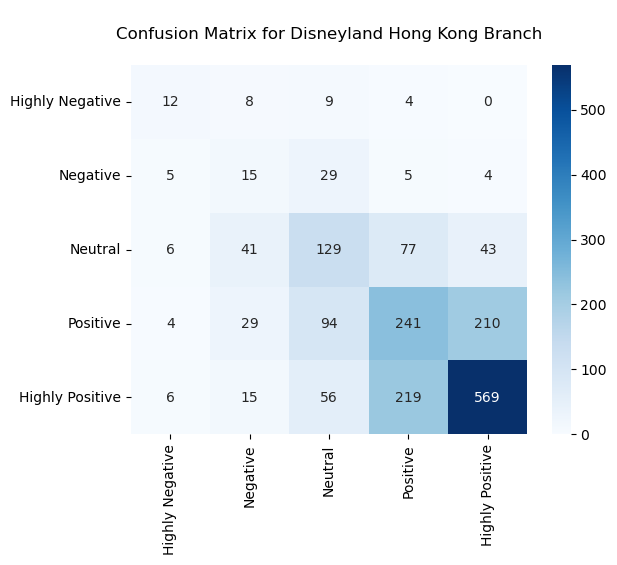 Confusion Matrix for Disneyland Hong Kong Branch
Highly Negative 12 8 9 4 0
Negative 5 15 29 5 4
Neutral 6 41 129 77 43
Positive 4 29 94 241 210
Highly Positive 6 15 56 219 569
Highly Negative
Negative
Neutral
Positive
Highly Positive
500
400
300
200
100
0